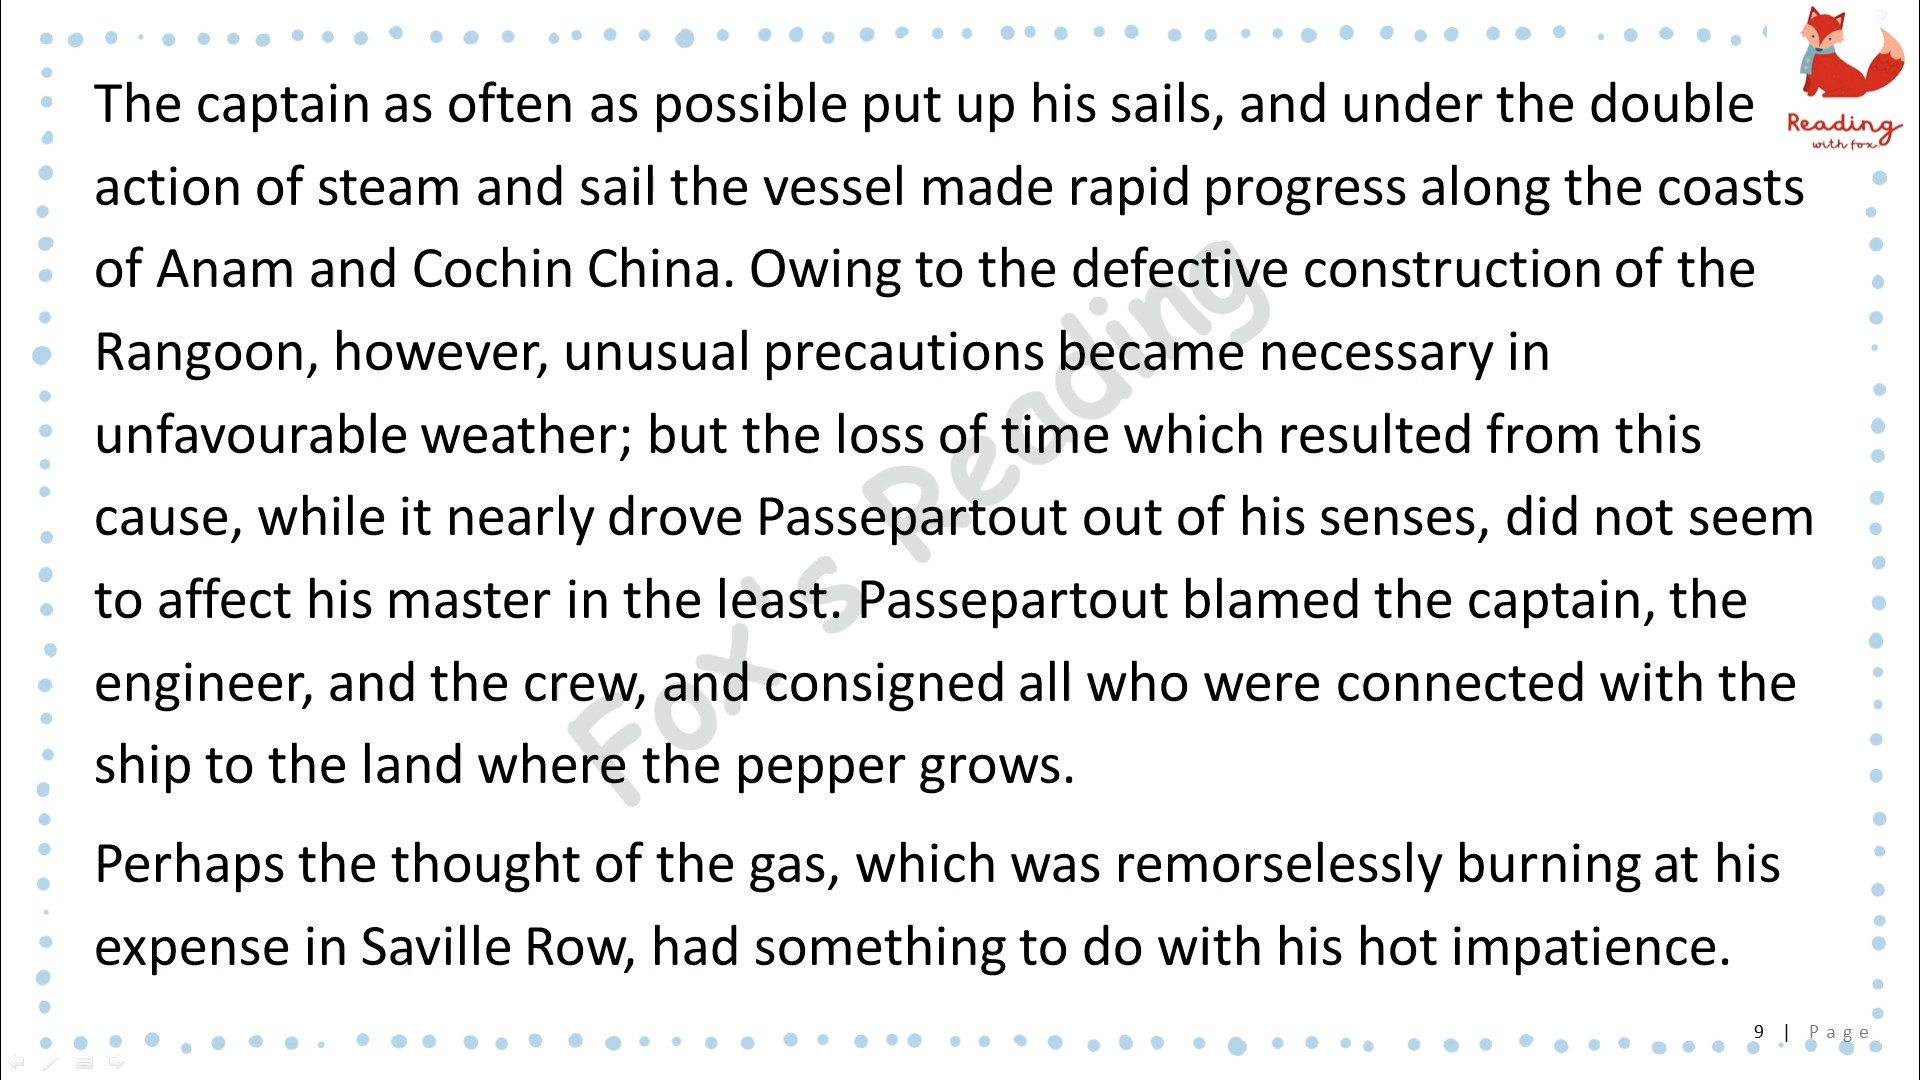 The captain as often as possible put up his sails, and under the double
action of steam and sail the vessel made rapid progress along the coasts
of Anam and Cochin China. Owing to the defective construction of the
Rangoon, however, unusual precautions became necessary in
unfavourable weather; but the loss of time which resulted from this
cause, while it nearly drove Passepartout out of his senses, did not seem
to affect his master in the least. Passepartout blamed the captain, the
engineer, and the crew, and consigned all who were connected with the
ship to the land where the pepper grows.
Perhaps the thought of the gas, which was remorselessly burning at his
expense in Saville Row, had something to do with his hot impatience.
Reading
with fox
Fox's Reading
9 | Page